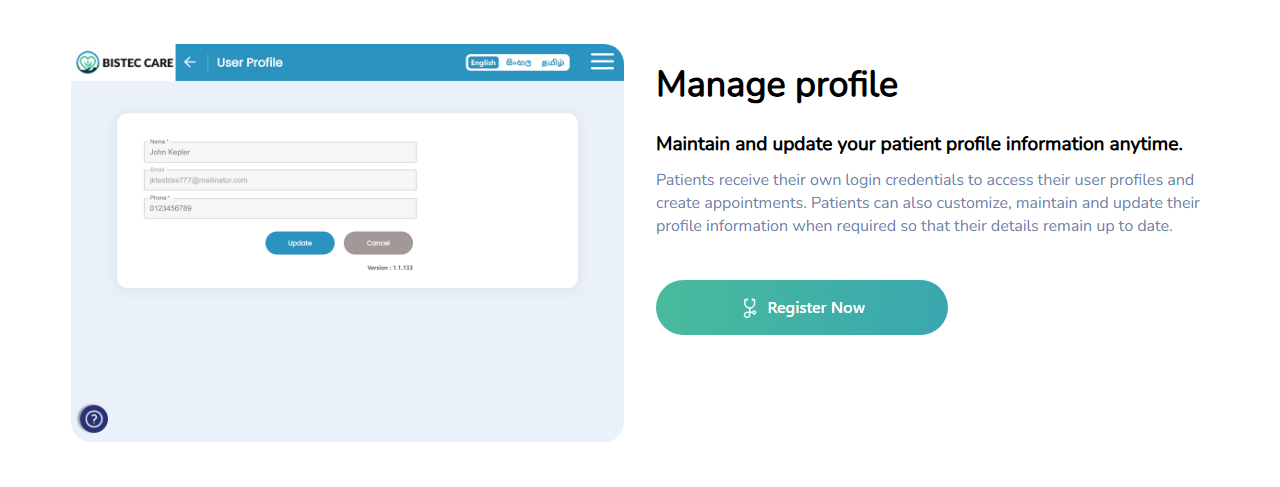 BISTEC CARE
User Profile
English සිංහල தமிழ்
Name *
John Kepler
Email
jktestdss777@mailinator.com
Phone *
0123456789
Update Cancel
Version : 1.1.133
Manage profile
Maintain and update your patient profile information anytime.
Patients receive their own login credentials to access their user profiles and
create appointments. Patients can also customize, maintain and update their
profile information when required so that their details remain up to date.
Register Now